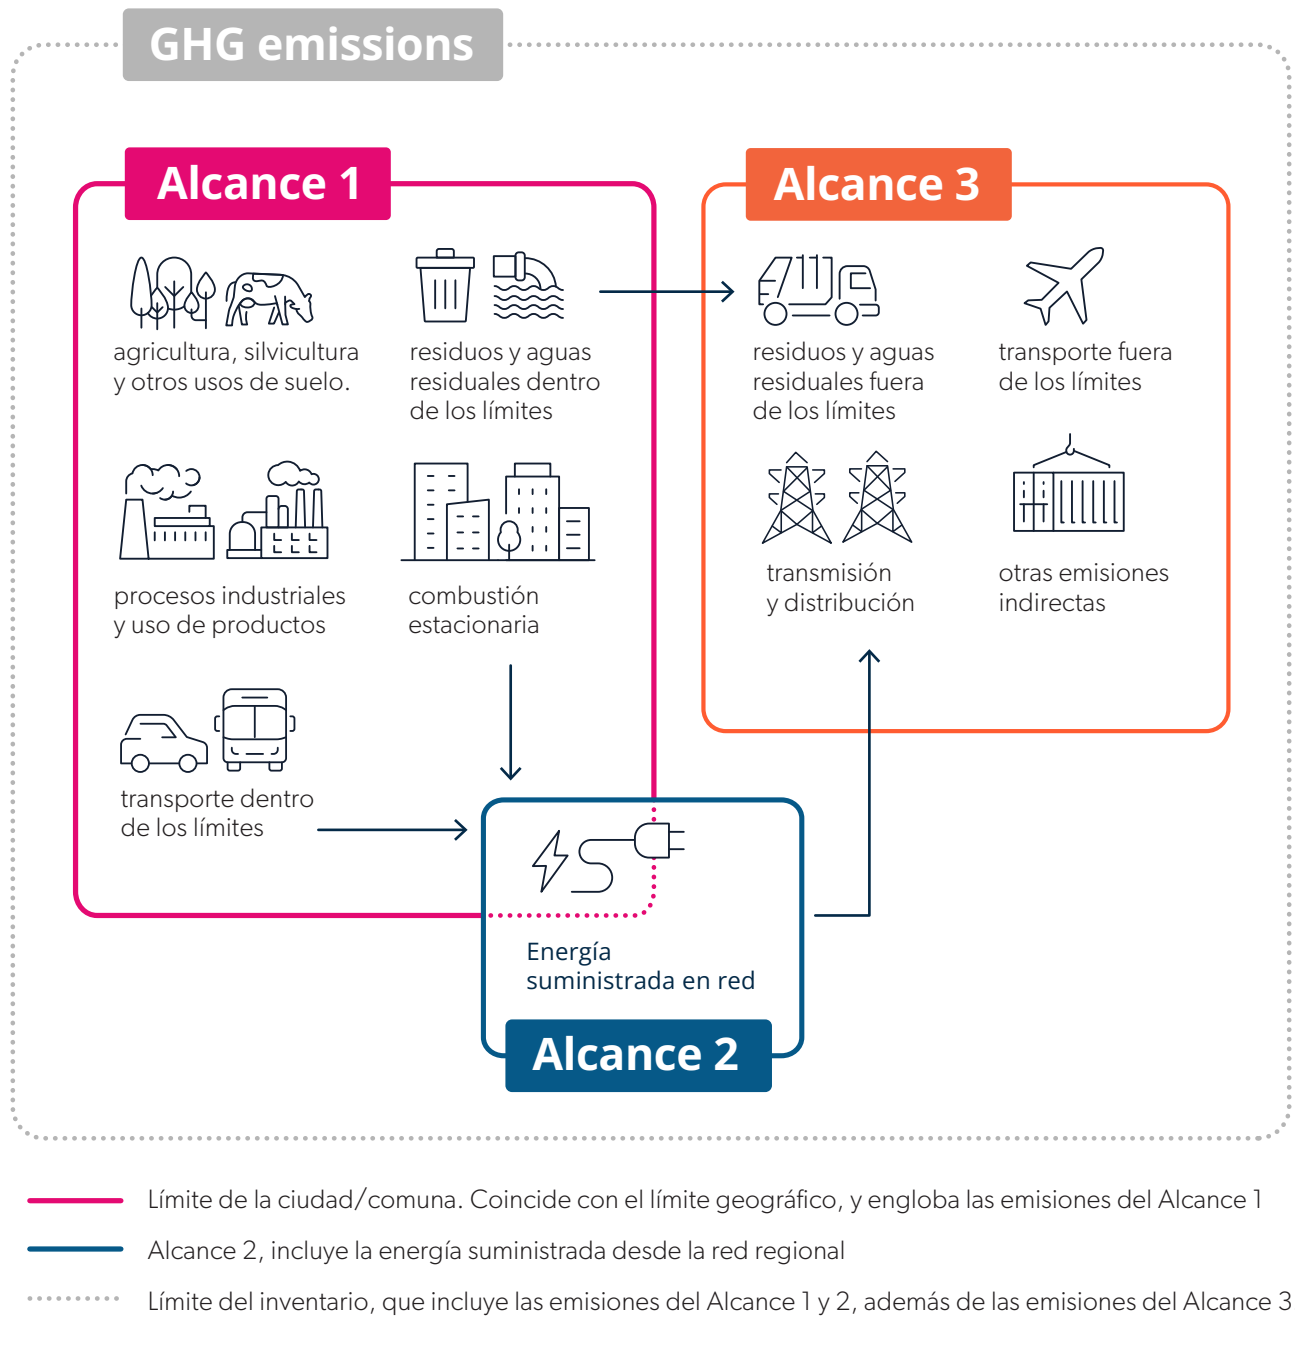 GHG emissions
Alcance 1
agricultura, silvicultura
y otros usos de suelo.
residuos y aguas
residuales dentro
de los límites
procesos industriales
y uso de productos
combustión
estacionaria
transporte dentro
de los límites
Alcance 3
residuos y aguas
residuales fuera
de los límites
transporte fuera
de los límites
transmisión
y distribución
otras emisiones
indirectas
Energía
suministrada en red
Alcance 2
Límite de la ciudad/comuna. Coincide con el límite geográfico, y engloba las emisiones del Alcance 1
Alcance 2, incluye la energía suministrada desde la red regional
Límite del inventario, que incluye las emisiones del Alcance 1 y 2, además de las emisiones del Alcance 3